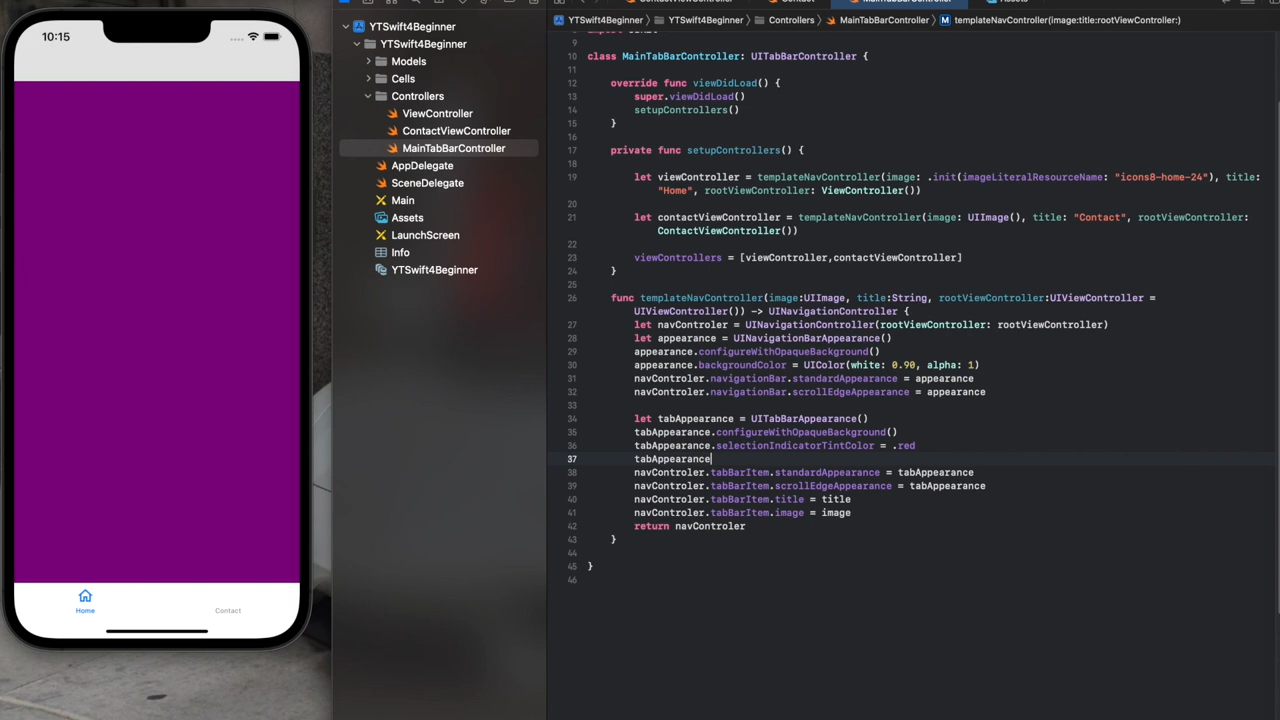 10:15
Home
Contact
YTSwift4Beginner
YTSwift4Beginner
Models
Cells
Controllers
ViewController
ContactViewController
MainTabBarController
AppDelegate
SceneDelegate
Main
Assets
LaunchScreen
Info
YTSwift4Beginner
YTSwift4Beginner YTSwift4Beginner Controllers MainTabBarController M templateNavController(image:title:rootViewController:)
9
10 class MainTabBarController: UITabBarController {
11
12 override func viewDidLoad() {
13 super.viewDidLoad()
14 setupControllers()
15 }
16
17 private func setupControllers() {
18
19 let viewController = templateNavController(image: .init(imageLiteralResourceName: "icons8-home-24"), title:
"Home", rootViewController: ViewController())
20
21 let contactViewController = templateNavController(image: UIImage(), title: "Contact", rootViewController:
ContactViewController())
22
23 viewControllers = [viewController,contactViewController]
24 }
25
26 func templateNavController(image:UIImage, title:String, rootViewController:UIViewController =
UIViewController()) -> UINavigationController {
27 let navControler = UINavigationController(rootViewController: rootViewController)
28 let appearance = UINavigationBarAppearance()
29 appearance.configureWithOpaqueBackground()
30 appearance.backgroundColor = UIColor(white: 0.90, alpha: 1)
31 navControler.navigationBar.standardAppearance = appearance
32 navControler.navigationBar.scrollEdgeAppearance = appearance
33
34 let tabAppearance = UITabBarAppearance()
35 tabAppearance.configureWithOpaqueBackground()
36 tabAppearance.selectionIndicatorTintColor = .red
37 tabAppearance
38 navControler.tabBarItem.standardAppearance = tabAppearance
39 navControler.tabBarItem.scrollEdgeAppearance = tabAppearance
40 navControler.tabBarItem.title = title
41 navControler.tabBarItem.image = image
42 return navControler
43 }
44
45 }
46